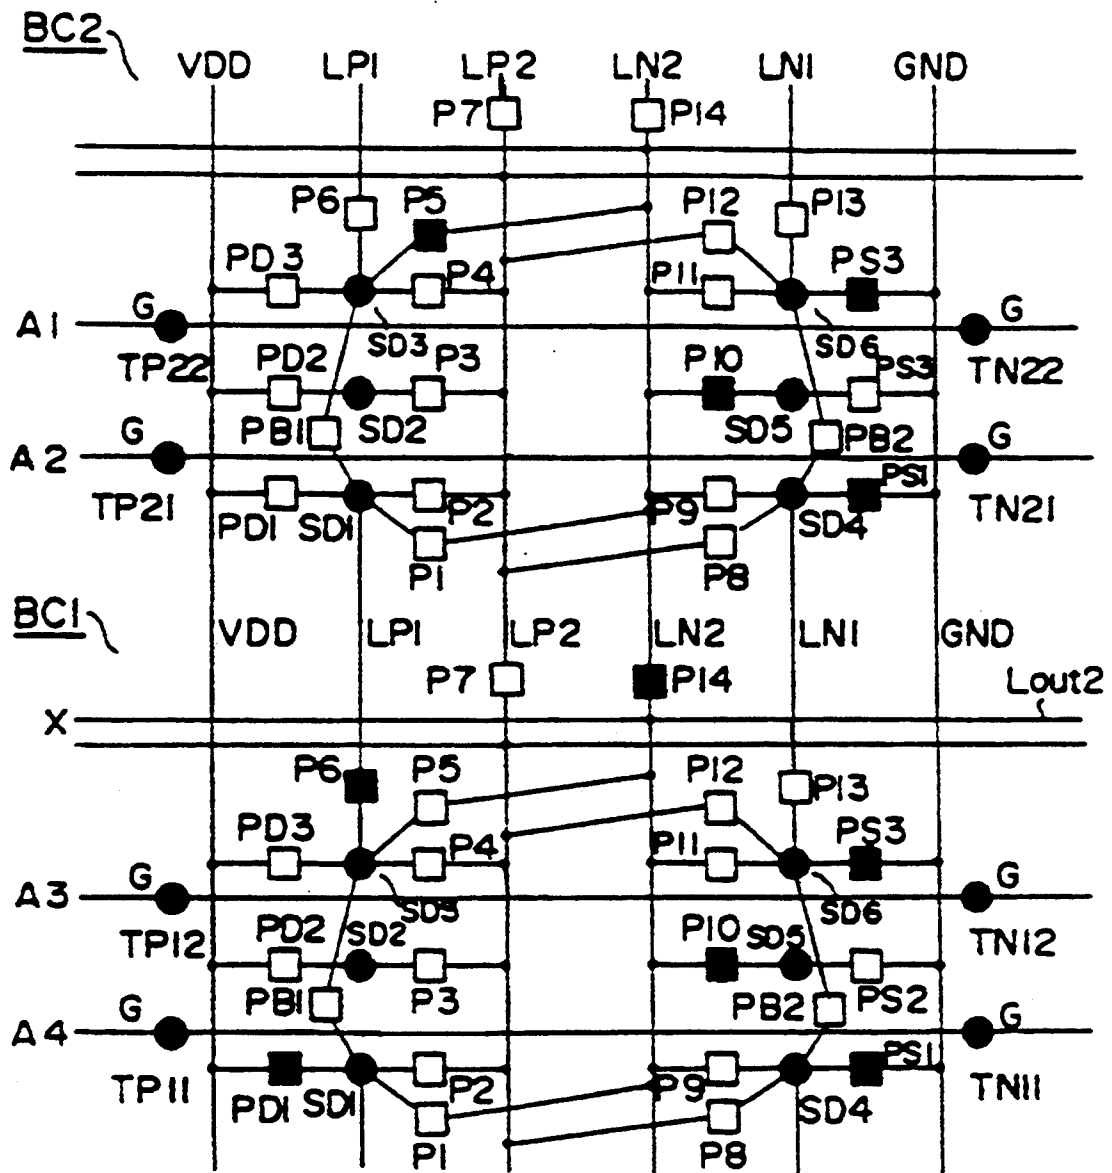 BC2
VDD LP1 LP2 LN2 LN1 GND
P7 P14
P6 P5 P12 P13
PD3 P4 P11 PS3
A1 G SD3 SD6 G
TP22 PD2 P3 P10 PS3 TN22
A2 G PB1 SD2 SD5 PB2 G
TP21 PD1 SD1 P2 P9 SD4 PS1 TN21
P1 P8
BC1
VDD LP1 LP2 LN2 LN1 GND
P7 P14 Lout2
X
P6 P5 P12 P13
PD3 P4 P11 PS3
A3 G SD3 SD6 G
TP12 PD2 SD2 P10 SD5 TN12
PB1 P3 PB2 PS2
A4 G G
TP11 PD1 SD1 P2 P9 SD4 PS1 TN11
P1 P8